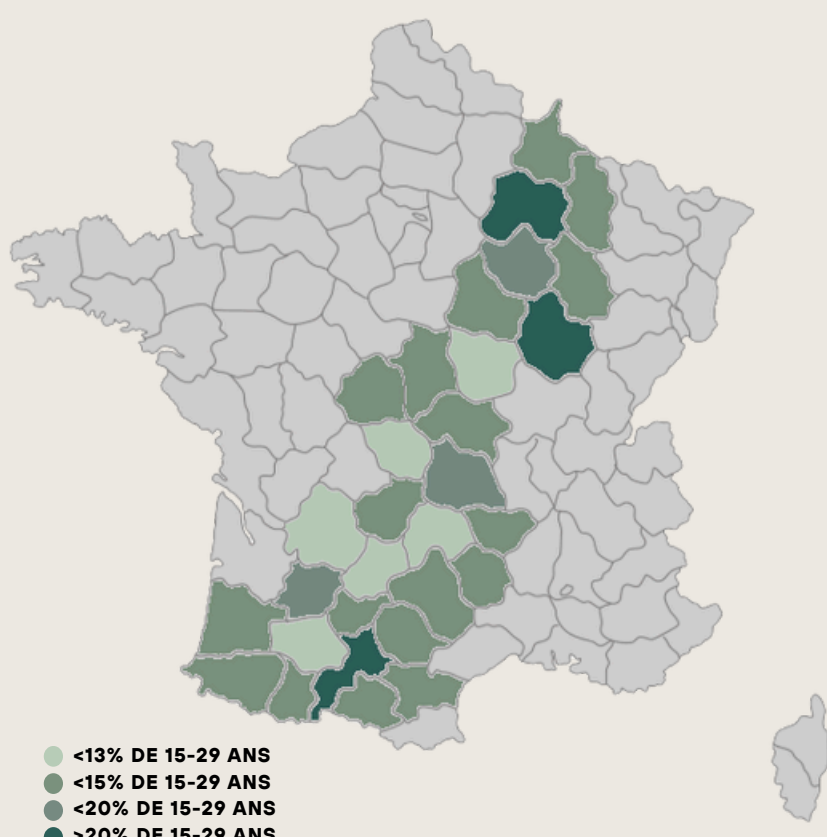 <13% DE 15-29 ANS
<15% DE 15-29 ANS
<20% DE 15-29 ANS
>20% DE 15-29 ANS